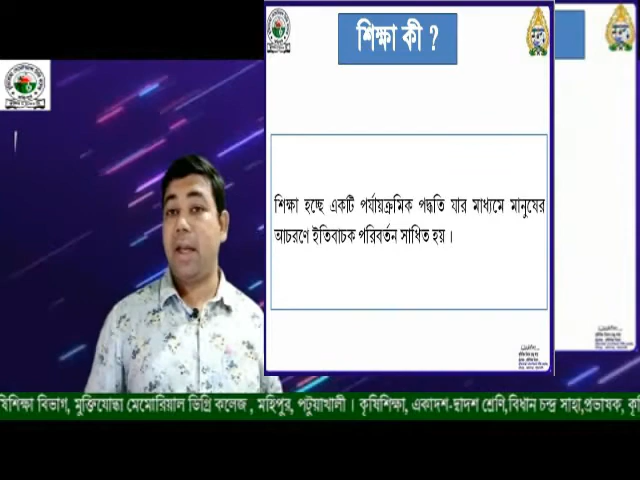 শিক্ষা কী ?
শিক্ষা হচ্ছে একটি পর্যায়ক্রমিক পদ্ধতি যার মাধ্যমে মানুষের
আচরণে ইতিবাচক পরিবর্তন সাধিত হয় ।
ষিশিক্ষা বিভাগ, মুক্তিযোদ্ধা মেমোরিয়াল ডিগ্রি কলেজ , মহিপুর, পটুয়াখালী । কৃষিশিক্ষা, একাদশ-দ্বাদশ শ্রেণি,বিধান চন্দ্র সাহা,প্রভাষক, কৃ